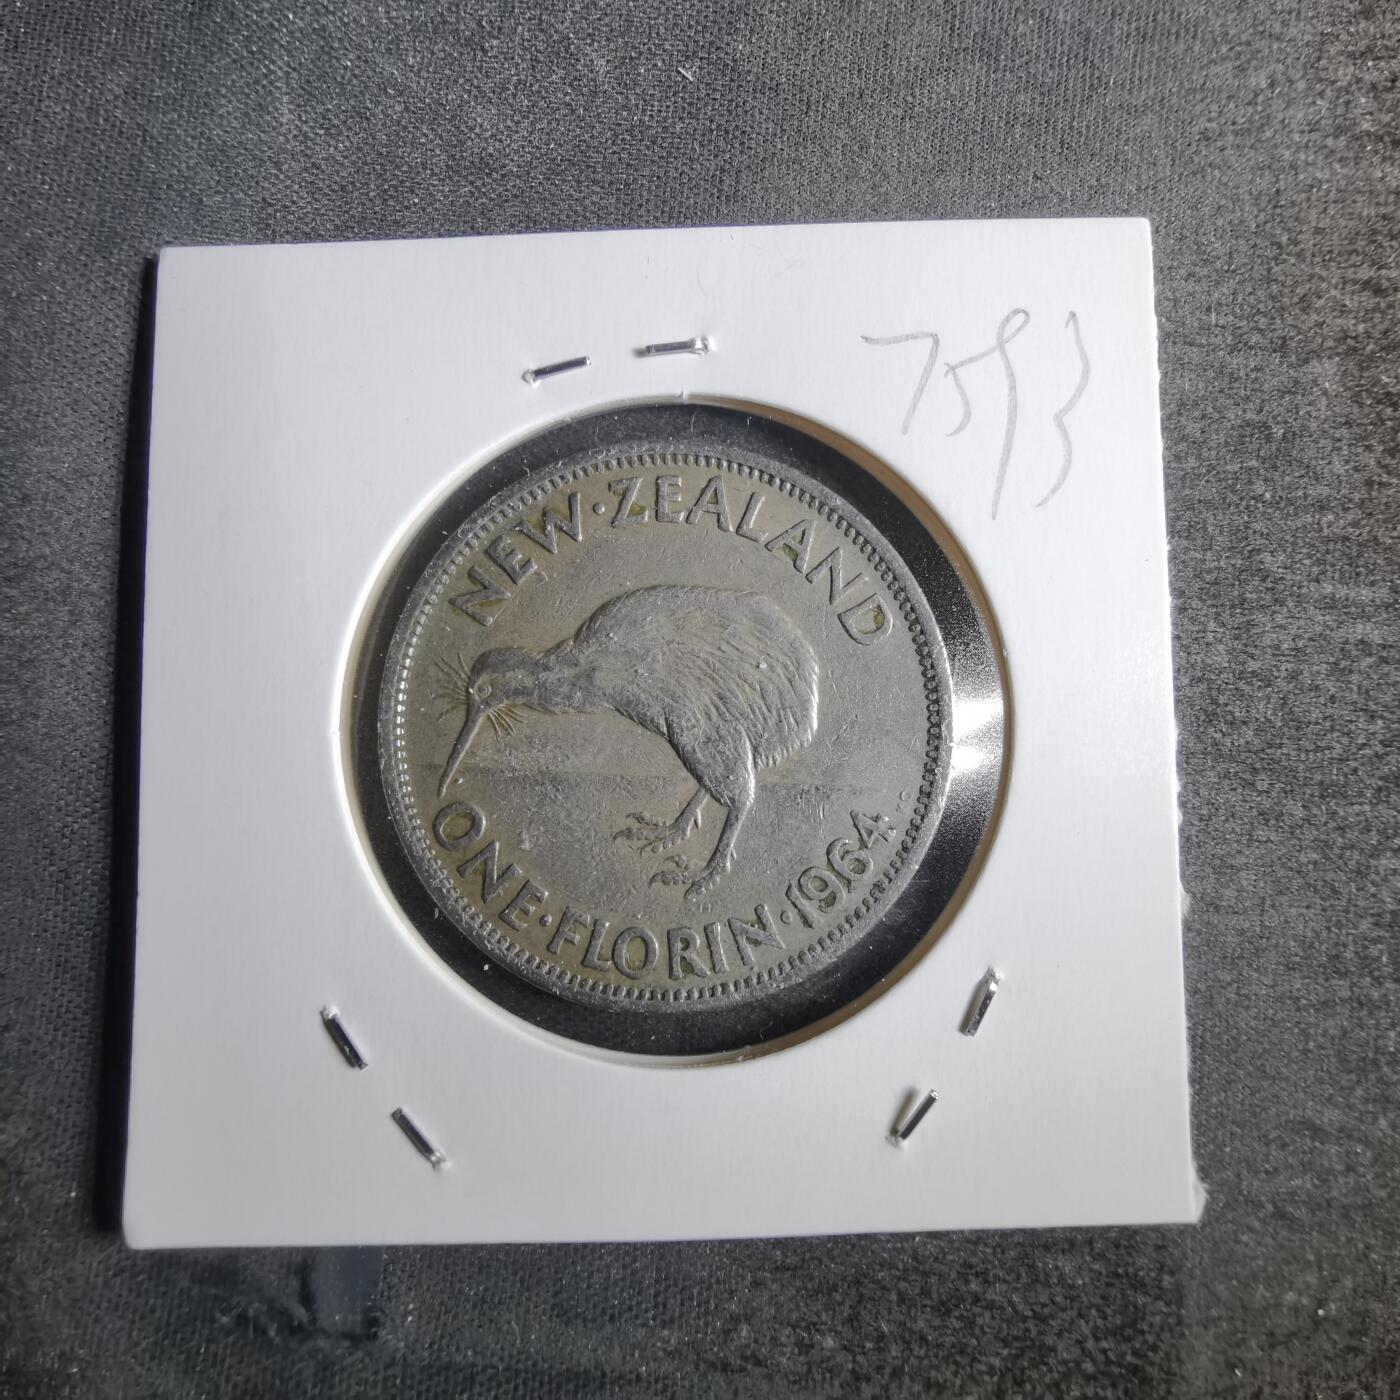 7593
NEW · ZEALAND
ONE · FLORIN · 1964